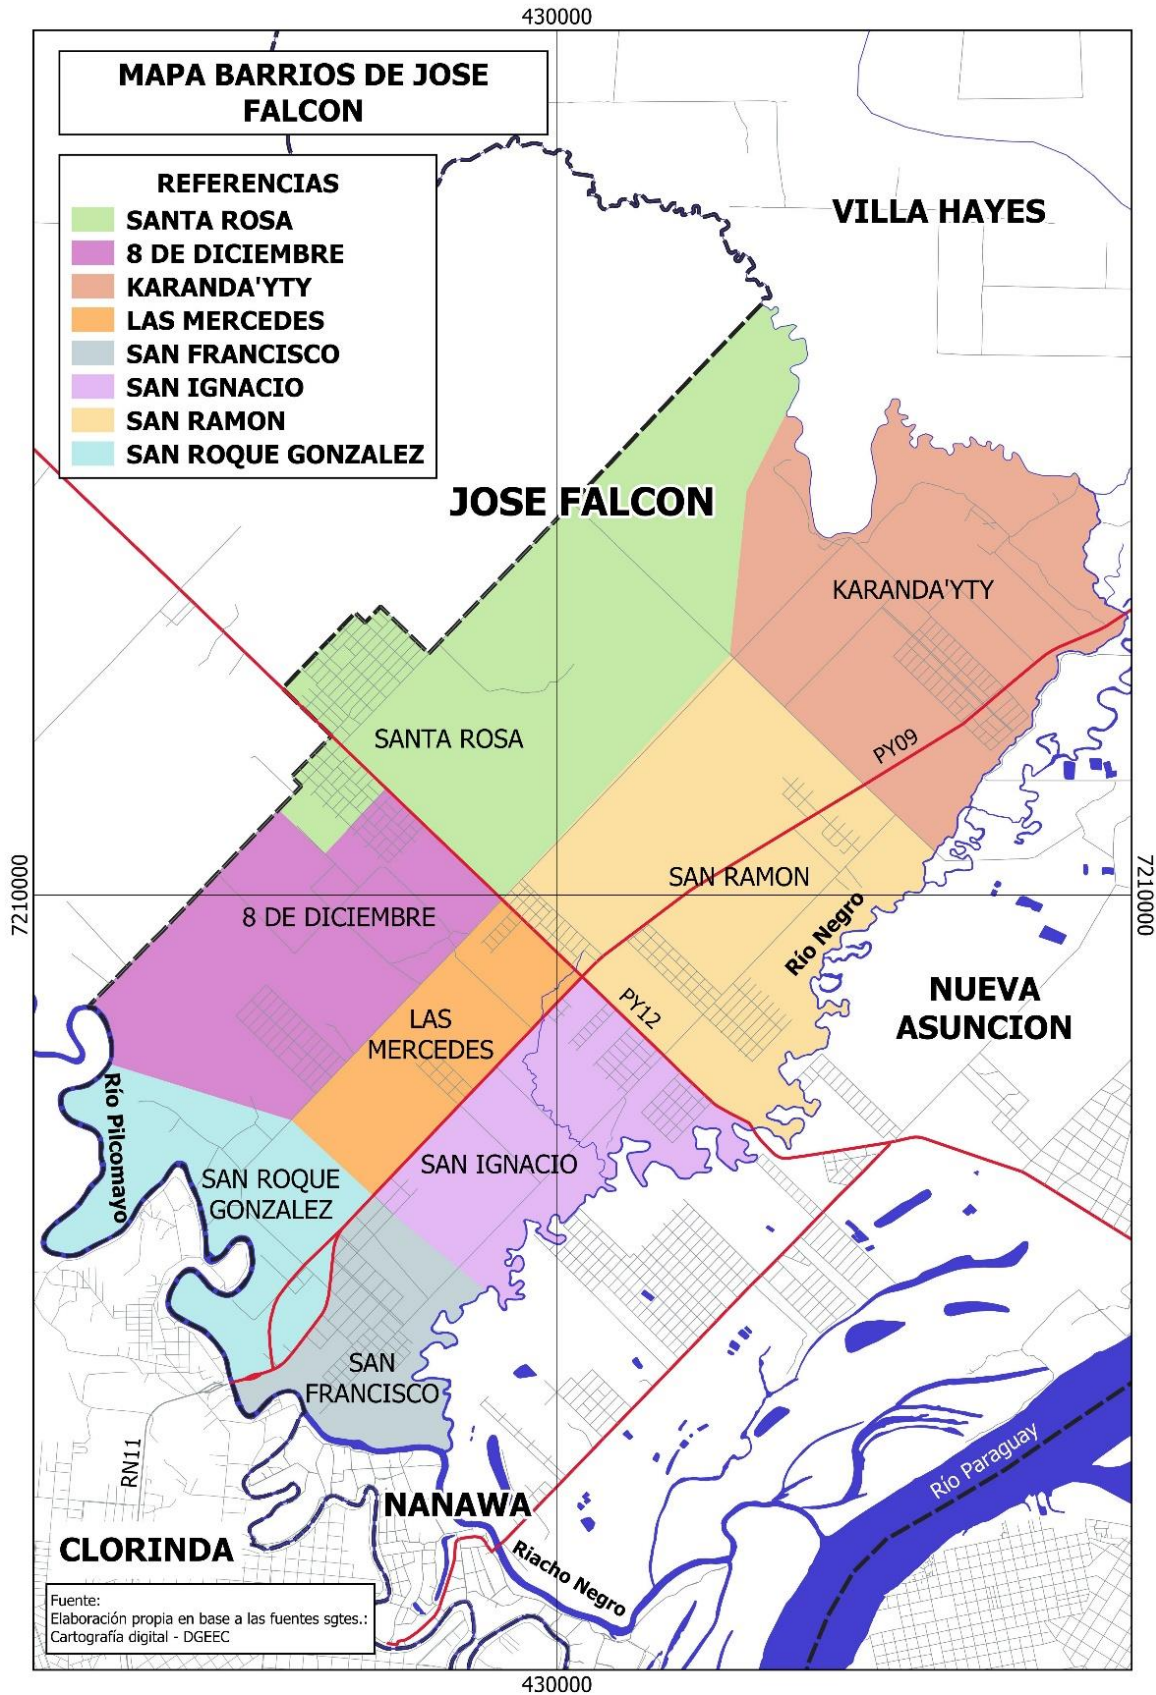 430000
MAPA BARRIOS DE JOSE
FALCON
REFERENCIAS
SANTA ROSA
8 DE DICIEMBRE
KARANDA'YTY
LAS MERCEDES
SAN FRANCISCO
SAN IGNACIO
SAN RAMON
SAN ROQUE GONZALEZ
VILLA HAYES
JOSE FALCON
KARANDA'YTY
SANTA ROSA
PY09
SAN RAMON
7210000
7210000
8 DE DICIEMBRE
Río Negro
NUEVA
ASUNCION
LAS
MERCEDES
PY12
Río Pilcomayo
SAN IGNACIO
SAN ROQUE
GONZALEZ
SAN
FRANCISCO
RN11
Río Paraguay
NANAWA
CLORINDA
Riacho Negro
Fuente:
Elaboración propia en base a las fuentes sgtes.:
Cartografía digital - DGEEC
430000